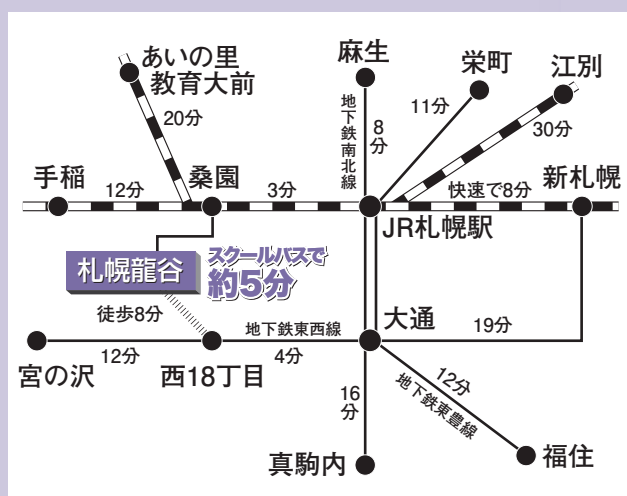 あいの里
教育大前
20分
麻生
地下鉄南北線
8分
栄町
11分
江別
30分
手稲
12分
桑園
3分
JR札幌駅
快速で8分
新札幌
札幌龍谷
スクールバスで
約5分
徒歩8分
宮の沢
12分
西18丁目
地下鉄東西線
4分
大通
19分
16分
真駒内
12分
地下鉄東豊線
福住